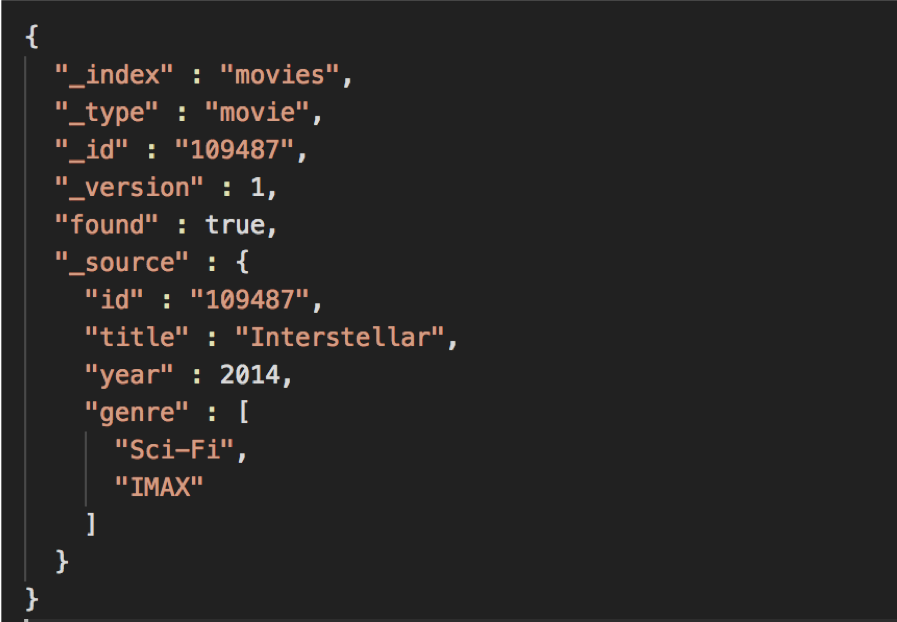 {
  "_index" : "movies",
  "_type" : "movie",
  "_id" : "109487",
  "_version" : 1,
  "found" : true,
  "_source" : {
    "id" : "109487",
    "title" : "Interstellar",
    "year" : 2014,
    "genre" : [
      "Sci-Fi",
      "IMAX"
    ]
  }
}